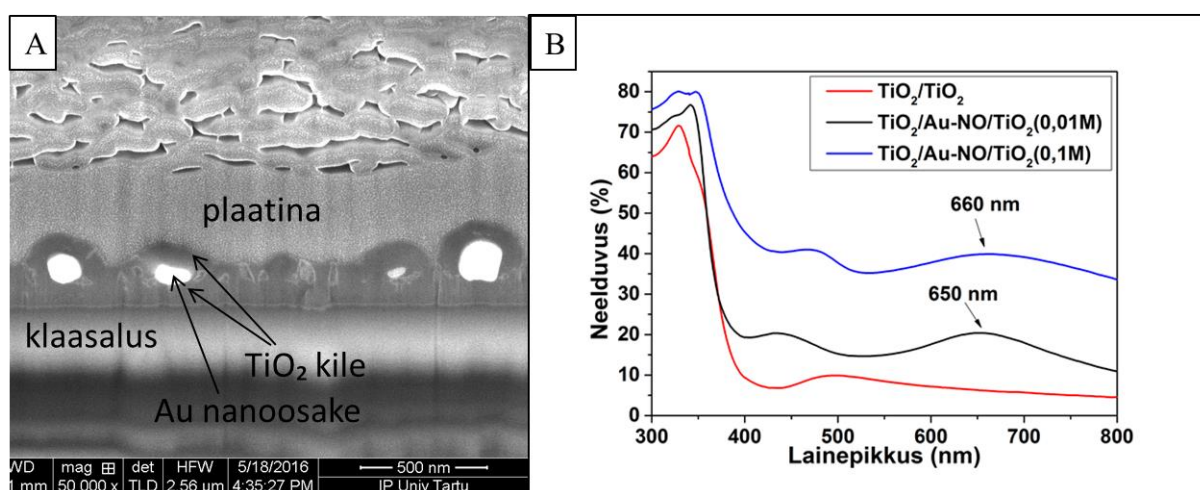 A
plaatina
klaasalus
TiO₂ kile
Au nanoosake
WD mag ⊞ det HFW 5/18/2016 500 nm
1 mm 50 000 x TLD 2.56 µm 4:35:27 PM IP Univ Tartu
B
TiO₂/TiO₂
TiO₂/Au-NO/TiO₂(0,01M)
TiO₂/Au-NO/TiO₂(0,1M)
660 nm
650 nm
Neelduvus (%)
80
70
60
50
40
30
20
10
0
300 400 500 600 700 800
Lainepikkus (nm)